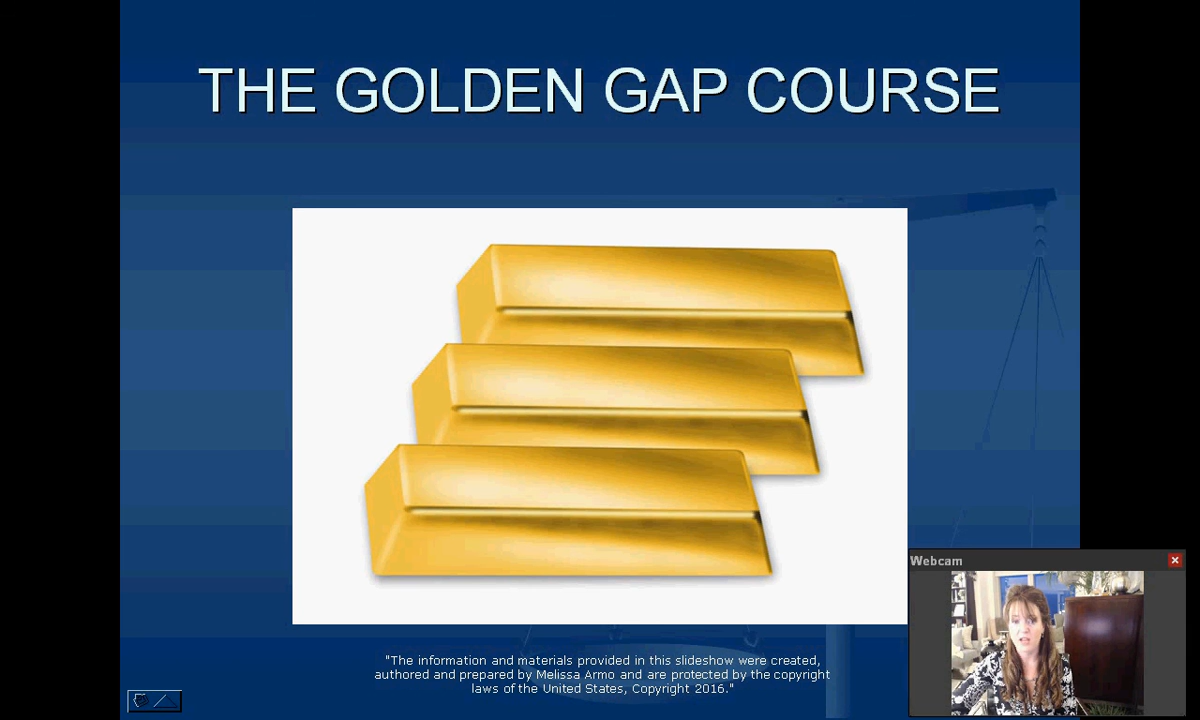 THE GOLDEN GAP COURSE
"The information and materials provided in this slideshow were created,
authored and prepared by Melissa Armo and are protected by the copyright
laws of the United States, Copyright 2016."
Webcam